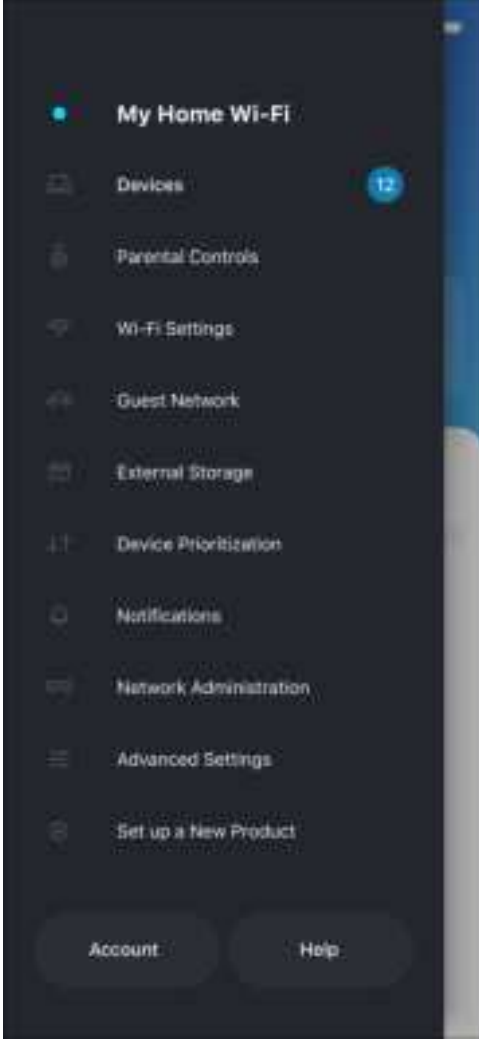 My Home Wi-Fi
Devices
12
Parental Controls
Wi-Fi Settings
Guest Network
External Storage
Device Prioritization
Notifications
Network Administration
Advanced Settings
Set up a New Product
Account
Help